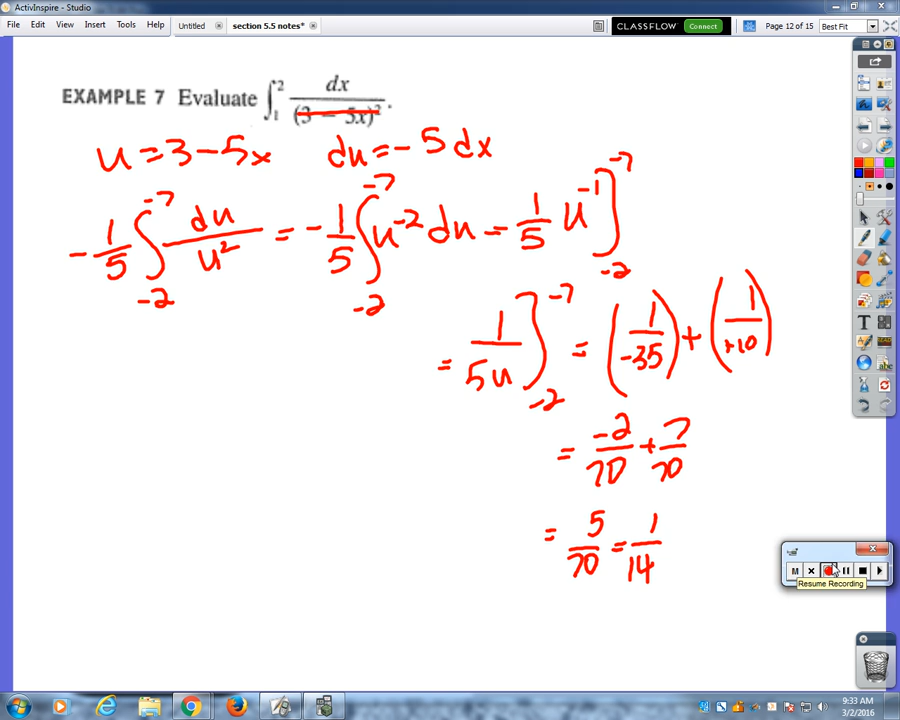 ActivInspire - Studio
File Edit View Insert Tools Help
Untitled
section 5.5 notes*
CLASSFLOW Connect
Page 12 of 15
Best Fit
EXAMPLE 7 Evaluate ∫₁² dx/(3 − 5x)².
u = 3 − 5x du = −5 dx
−1/5 ∫₋₂⁻⁷ du/u² = −1/5 ∫₋₂⁻⁷ u⁻² du = 1/5 u⁻¹]₋₂⁻⁷
= 1/5u]₋₂⁻⁷ = (1/−35) + (1/+10)
= −2/70 + 7/70
= 5/70 = 1/14
M
Resume Recording
T
abc
9:33 AM
3/2/2016